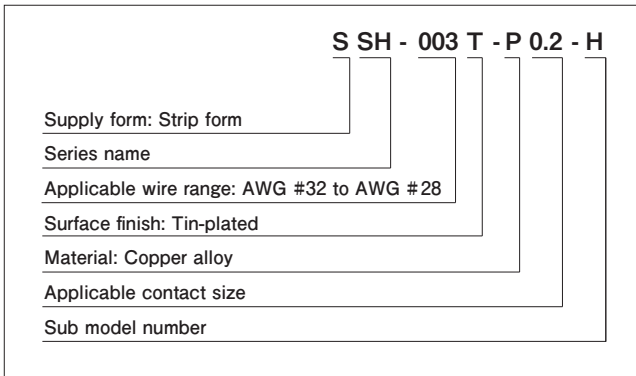 S SH - 003 T - P 0.2 - H
Supply form: Strip form
Series name
Applicable wire range: AWG #32 to AWG #28
Surface finish: Tin-plated
Material: Copper alloy
Applicable contact size
Sub model number